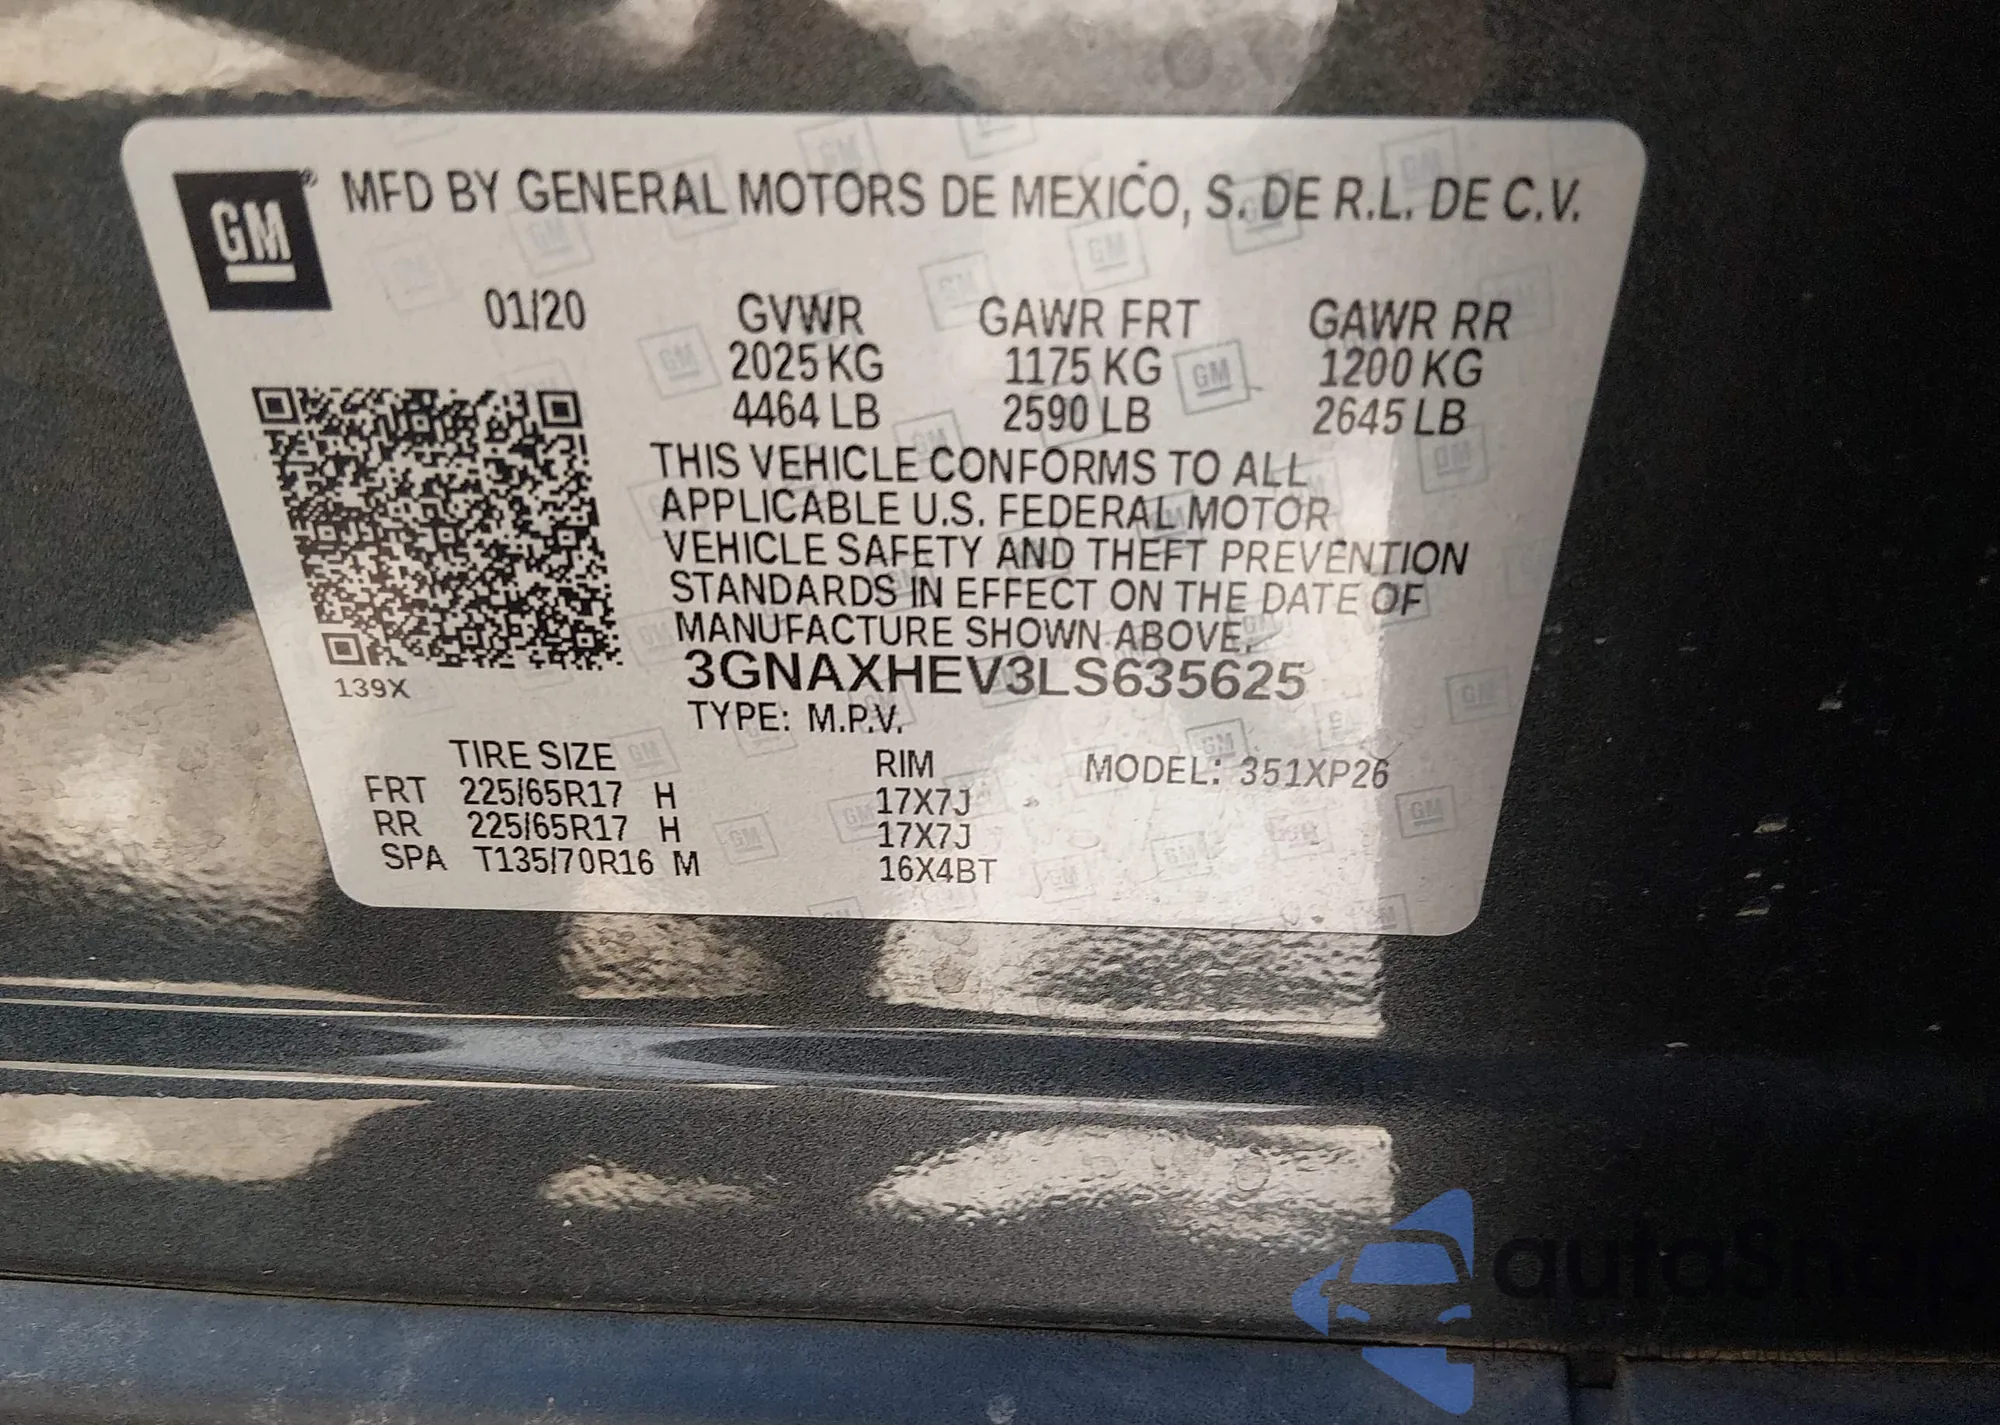 GM® MFD BY GENERAL MOTORS DE MEXICO, S. DE R.L. DE C.V.
01/20 GVWR GAWR FRT GAWR RR
2025 KG 1175 KG 1200 KG
4464 LB 2590 LB 2645 LB
THIS VEHICLE CONFORMS TO ALL
APPLICABLE U.S. FEDERAL MOTOR
VEHICLE SAFETY AND THEFT PREVENTION
STANDARDS IN EFFECT ON THE DATE OF
MANUFACTURE SHOWN ABOVE.
139X
3GNAXHEV3LS635625
TYPE: M.P.V.
TIRE SIZE RIM MODEL: 351XP26
FRT 225/65R17 H 17X7J
RR 225/65R17 H 17X7J
SPA T135/70R16 M 16X4BT
autasnap